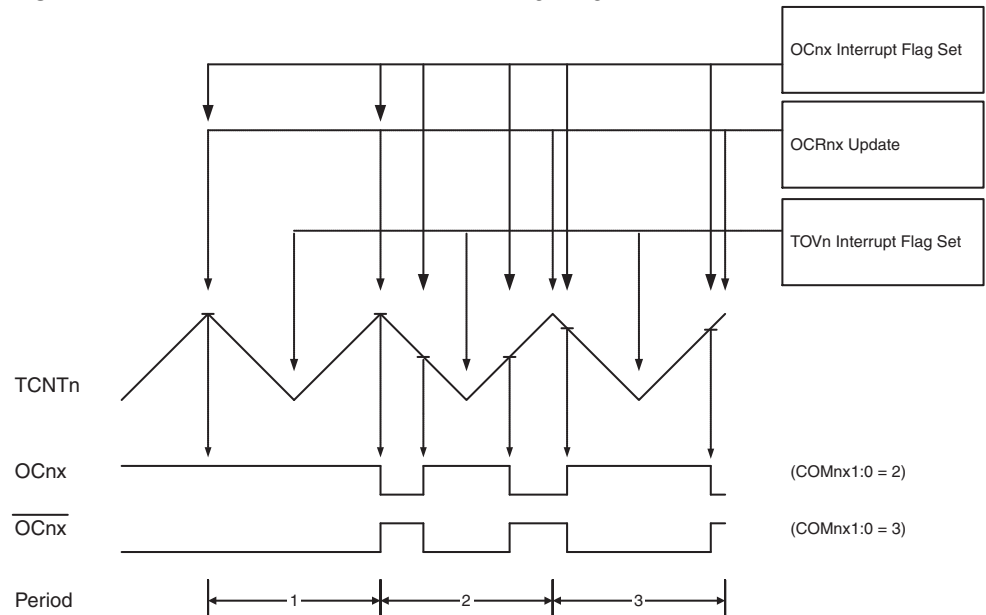 OCnx Interrupt Flag Set
OCRnx Update
TOVn Interrupt Flag Set
TCNTn
OCnx
(COMnx1:0 = 2)
OCnx
(COMnx1:0 = 3)
Period
1
2
3